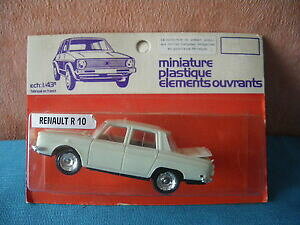 ech:1/43ᵉ
fabriqué en france
miniature
plastique
elements ouvrants
RENAULT R 10